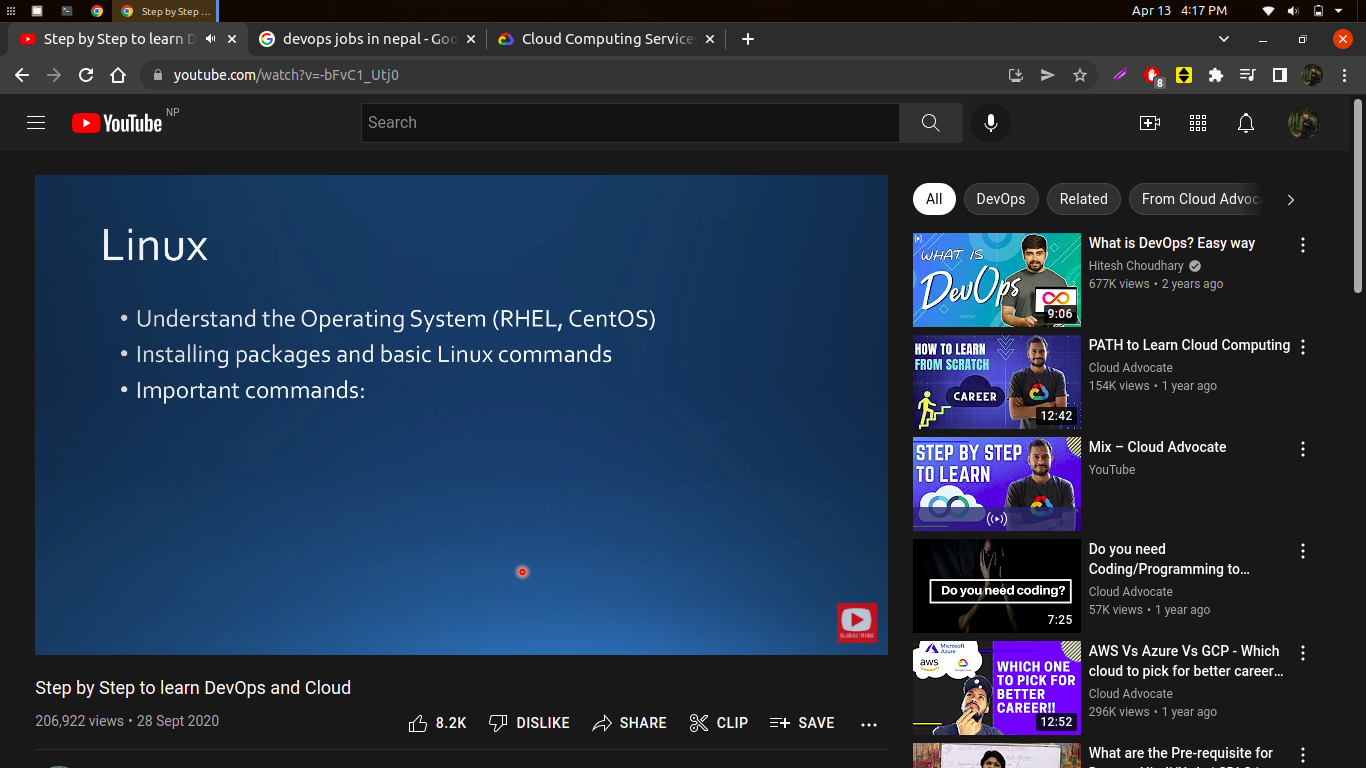 Step by Step ...
Apr 13 4:17 PM
Step by Step to learn D
devops jobs in nepal - Goo
Cloud Computing Service
youtube.com/watch?v=-bFvC1_Utj0
8
YouTube NP
Search
Linux
• Understand the Operating System (RHEL, CentOS)
• Installing packages and basic Linux commands
• Important commands:
SUBSCRIBE
Step by Step to learn DevOps and Cloud
206,922 views • 28 Sept 2020
8.2K
DISLIKE
SHARE
CLIP
SAVE
All
DevOps
Related
From Cloud Advoc
WHAT IS
DevOps
9:06
What is DevOps? Easy way
Hitesh Choudhary
677K views • 2 years ago
HOW TO LEARN
FROM SCRATCH
CAREER
12:42
PATH to Learn Cloud Computing
Cloud Advocate
154K views • 1 year ago
STEP BY STEP
TO LEARN
Mix – Cloud Advocate
YouTube
Do you need coding?
7:25
Do you need
Coding/Programming to…
Cloud Advocate
57K views • 1 year ago
Microsoft
Azure
aws
Google Cloud
WHICH ONE
TO PICK FOR
BETTER
CAREER!!
12:52
AWS Vs Azure Vs GCP - Which
cloud to pick for better career…
Cloud Advocate
296K views • 1 year ago
What are the Pre-requisite for